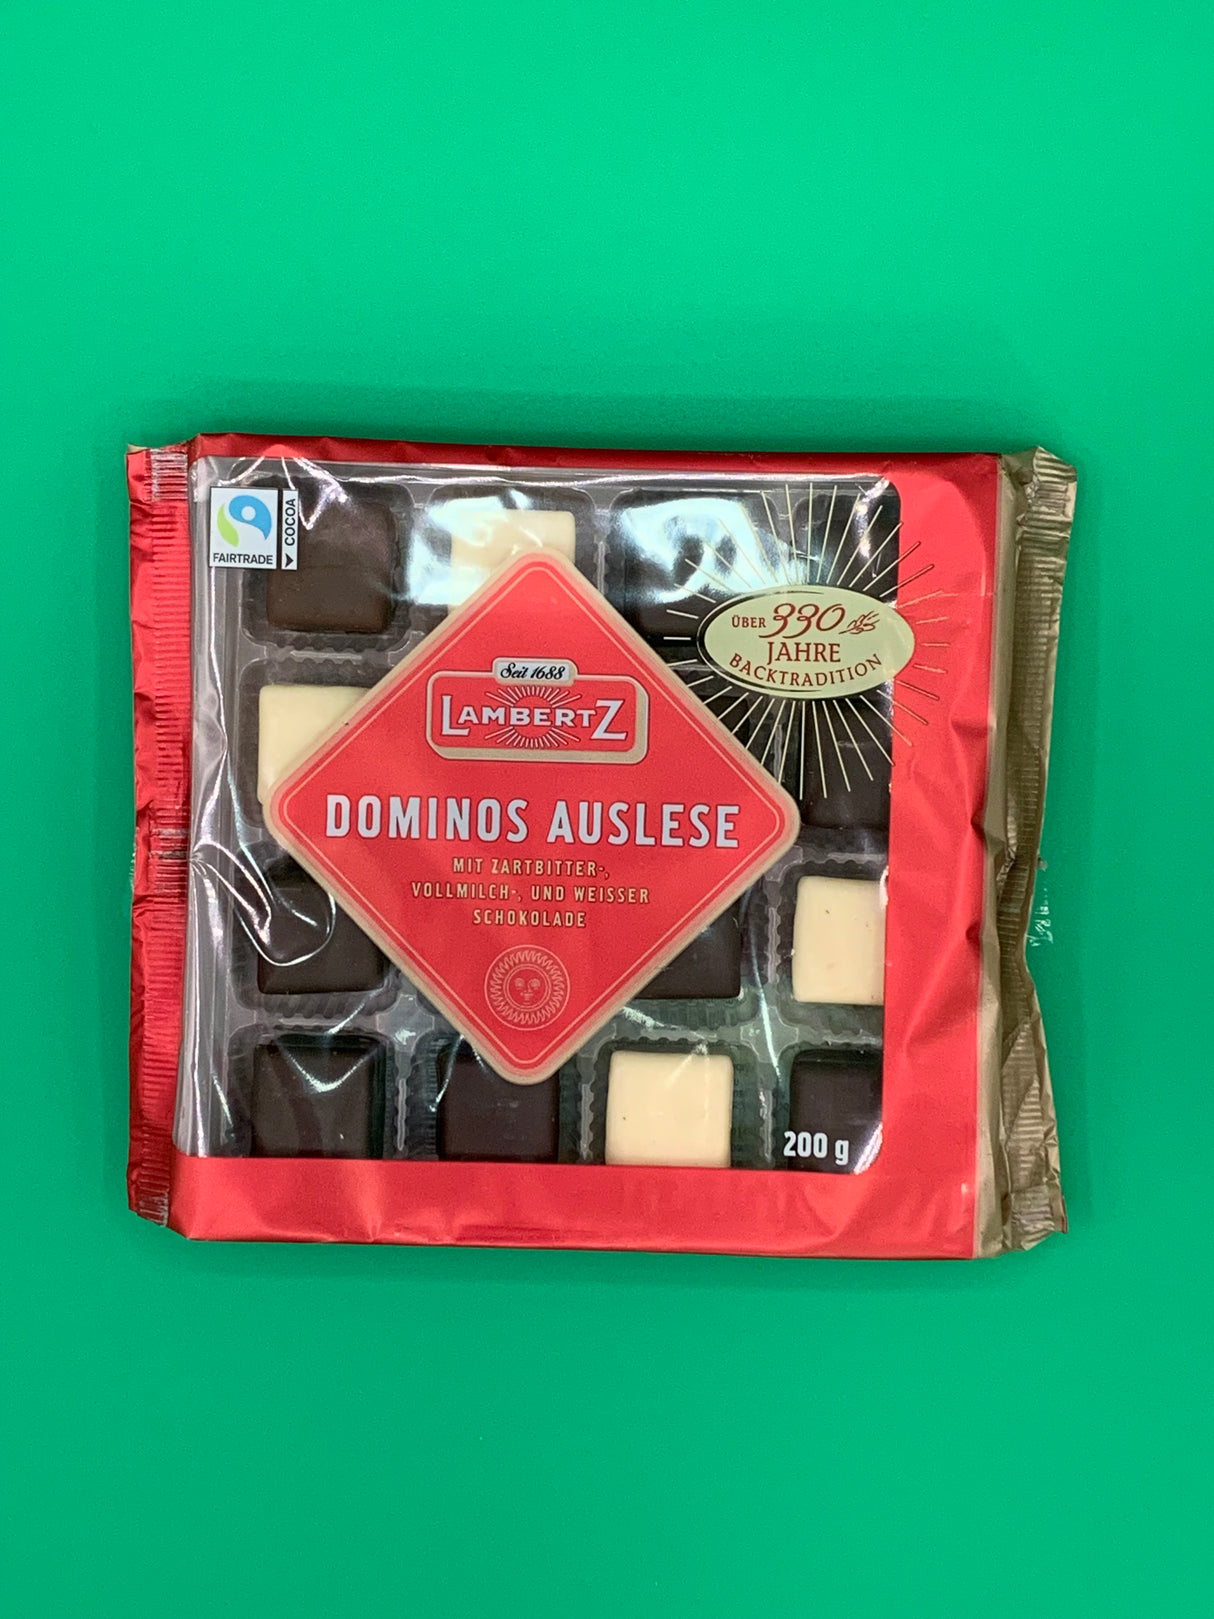 FAIRTRADE
COCOA
ÜBER 330
JAHRE
BACKTRADITION
Seit 1688
LAMBERTZ
DOMINOS AUSLESE
MIT ZARTBITTER-,
VOLLMILCH-, UND WEISSER
SCHOKOLADE
200 g